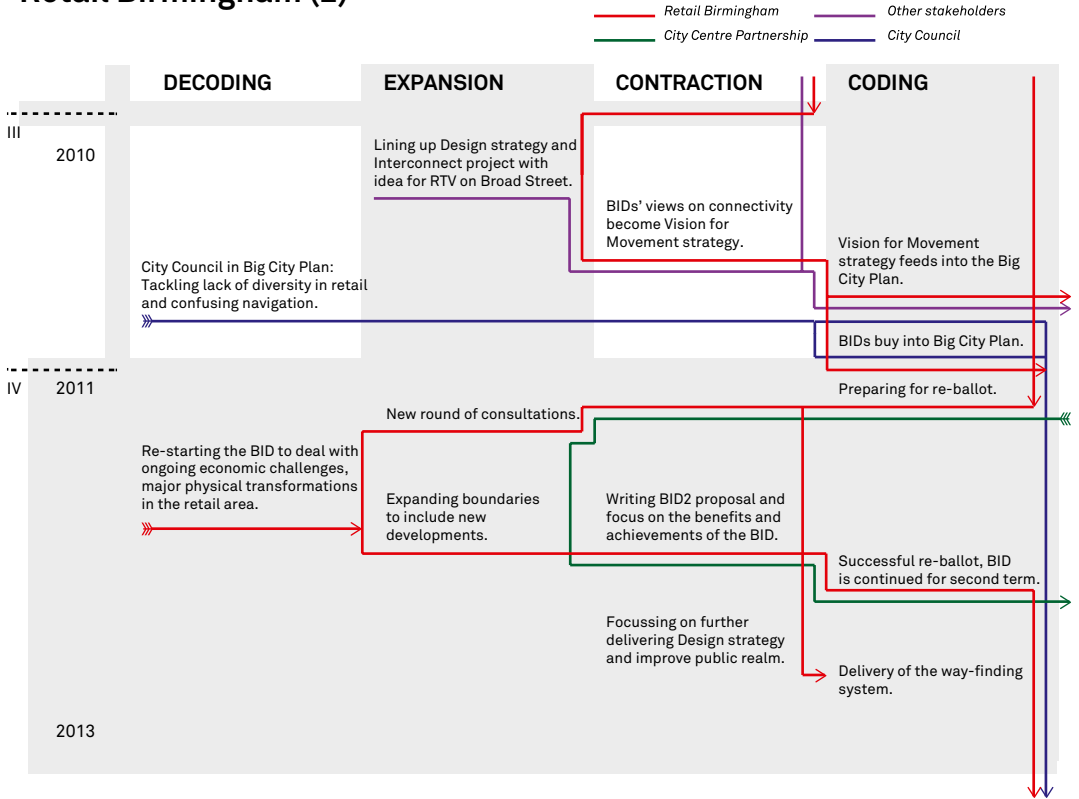 Retail Birmingham (2)
Retail Birmingham
Other stakeholders
City Centre Partnership
City Council
DECODING
EXPANSION
CONTRACTION
CODING
III
2010
Lining up Design strategy and
Interconnect project with
idea for RTV on Broad Street.
BIDs’ views on connectivity
become Vision for
Movement strategy.
Vision for Movement
strategy feeds into the Big
City Plan.
City Council in Big City Plan:
Tackling lack of diversity in retail
and confusing navigation.
BIDs buy into Big City Plan.
IV
2011
Preparing for re-ballot.
New round of consultations.
Re-starting the BID to deal with
ongoing economic challenges,
major physical transformations
in the retail area.
Expanding boundaries
to include new
developments.
Writing BID2 proposal and
focus on the benefits and
achievements of the BID.
Successful re-ballot, BID
is continued for second term.
Focussing on further
delivering Design strategy
and improve public realm.
Delivery of the way-finding
system.
2013